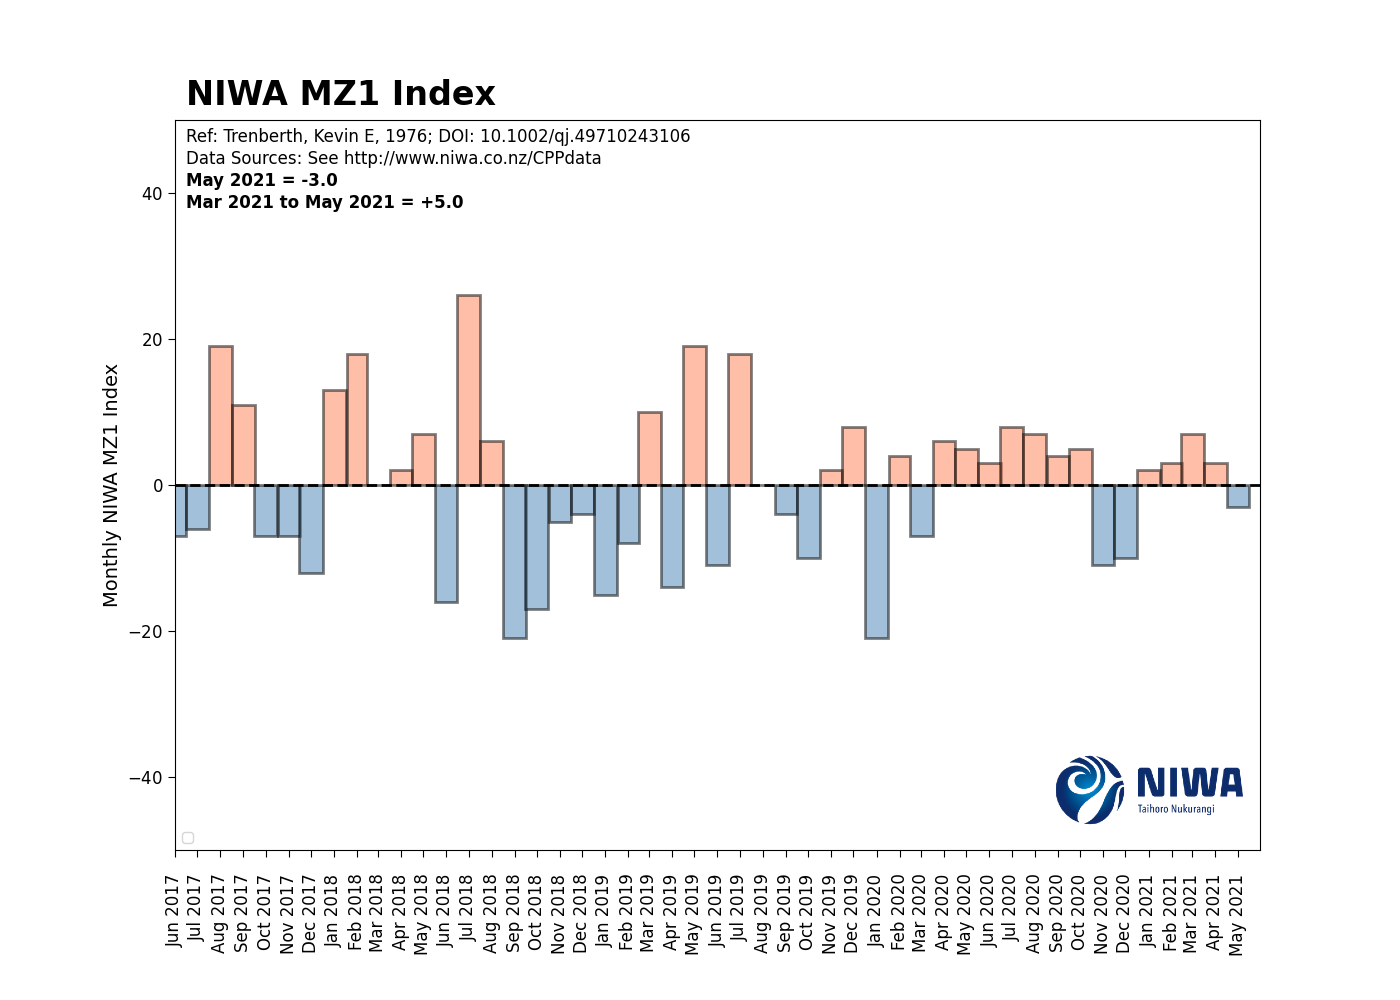 NIWA MZ1 Index
Ref: Trenberth, Kevin E, 1976; DOI: 10.1002/qj.49710243106
Data Sources: See http://www.niwa.co.nz/CPPdata
May 2021 = -3.0
Mar 2021 to May 2021 = +5.0
Monthly NIWA MZ1 Index
40
20
0
−20
−40
NIWA
Taihoro Nukurangi
Jun 2017
Jul 2017
Aug 2017
Sep 2017
Oct 2017
Nov 2017
Dec 2017
Jan 2018
Feb 2018
Mar 2018
Apr 2018
May 2018
Jun 2018
Jul 2018
Aug 2018
Sep 2018
Oct 2018
Nov 2018
Dec 2018
Jan 2019
Feb 2019
Mar 2019
Apr 2019
May 2019
Jun 2019
Jul 2019
Aug 2019
Sep 2019
Oct 2019
Nov 2019
Dec 2019
Jan 2020
Feb 2020
Mar 2020
Apr 2020
May 2020
Jun 2020
Jul 2020
Aug 2020
Sep 2020
Oct 2020
Nov 2020
Dec 2020
Jan 2021
Feb 2021
Mar 2021
Apr 2021
May 2021